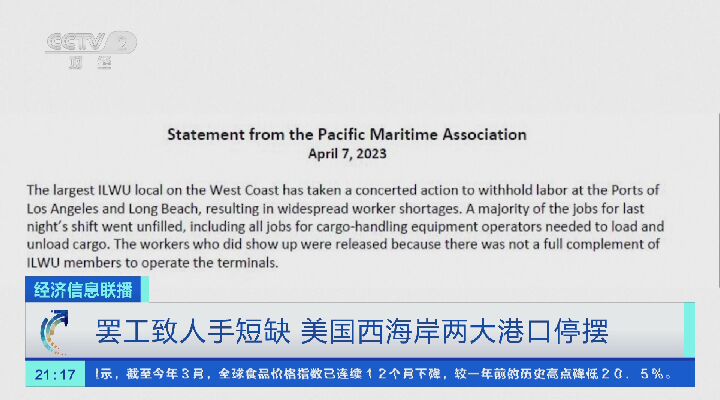 CCTV 2
财经
Statement from the Pacific Maritime Association
April 7, 2023
The largest ILWU local on the West Coast has taken a concerted action to withhold labor at the Ports of
Los Angeles and Long Beach, resulting in widespread worker shortages. A majority of the jobs for last
night's shift went unfilled, including all jobs for cargo-handling equipment operators needed to load and
unload cargo. The workers who did show up were released because there was not a full complement of
ILWU members to operate the terminals.
经济信息联播
罢工致人手短缺 美国西海岸两大港口停摆
21:17
示，截至今年3月，全球食品价格指数已连续12个月下降，较一年前的历史高点降低20.5%。